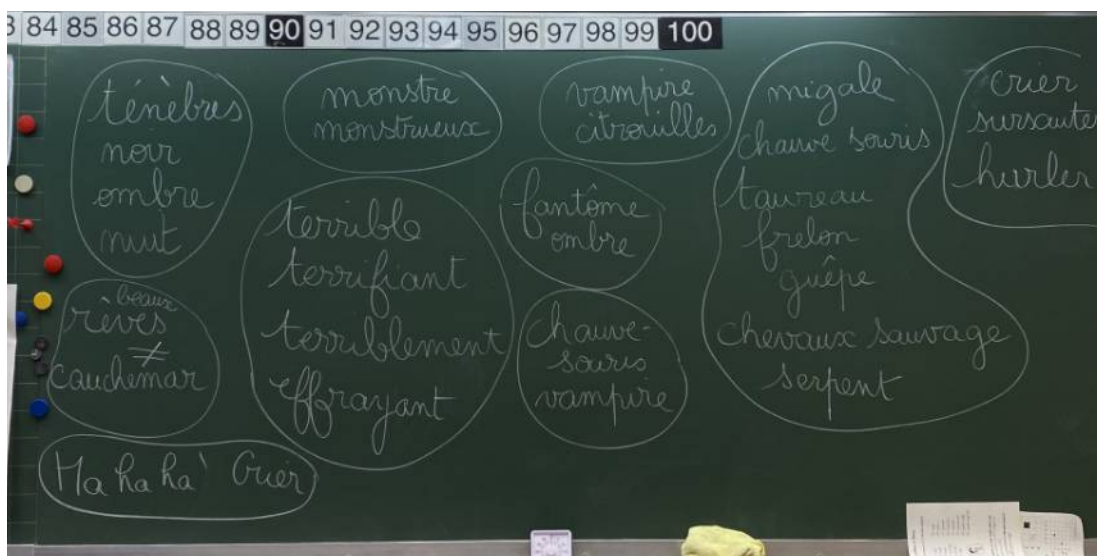 84 85 86 87 88 89 90 91 92 93 94 95 96 97 98 99 100
ténèbres
noir
ombre
nuit
monstre
monstrueux
vampire
citrouilles
migale
chauve souris
taureau
frelon
guêpe
chevaux sauvage
serpent
crier
sursauter
hurler
terrible
terrifiant
terriblement
effrayant
fantôme
ombre
beaux
rêves
≠
cauchemar
chauve-
souris
vampire
Ha ha ha Crier